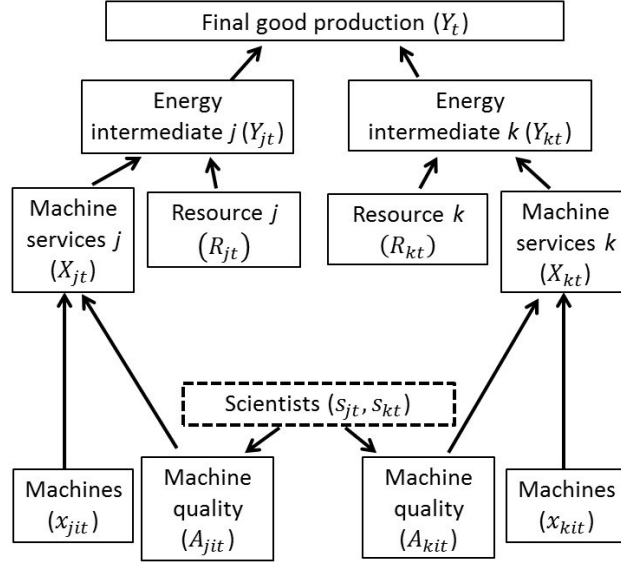 Final good production (Y_t)
Energy
intermediate j (Y_jt)
Energy
intermediate k (Y_kt)
Machine
services j
(X_jt)
Resource j
(R_jt)
Resource k
(R_kt)
Machine
services k
(X_kt)
Scientists (s_jt, s_kt)
Machines
(x_jit)
Machine
quality
(A_jit)
Machine
quality
(A_kit)
Machines
(x_kit)